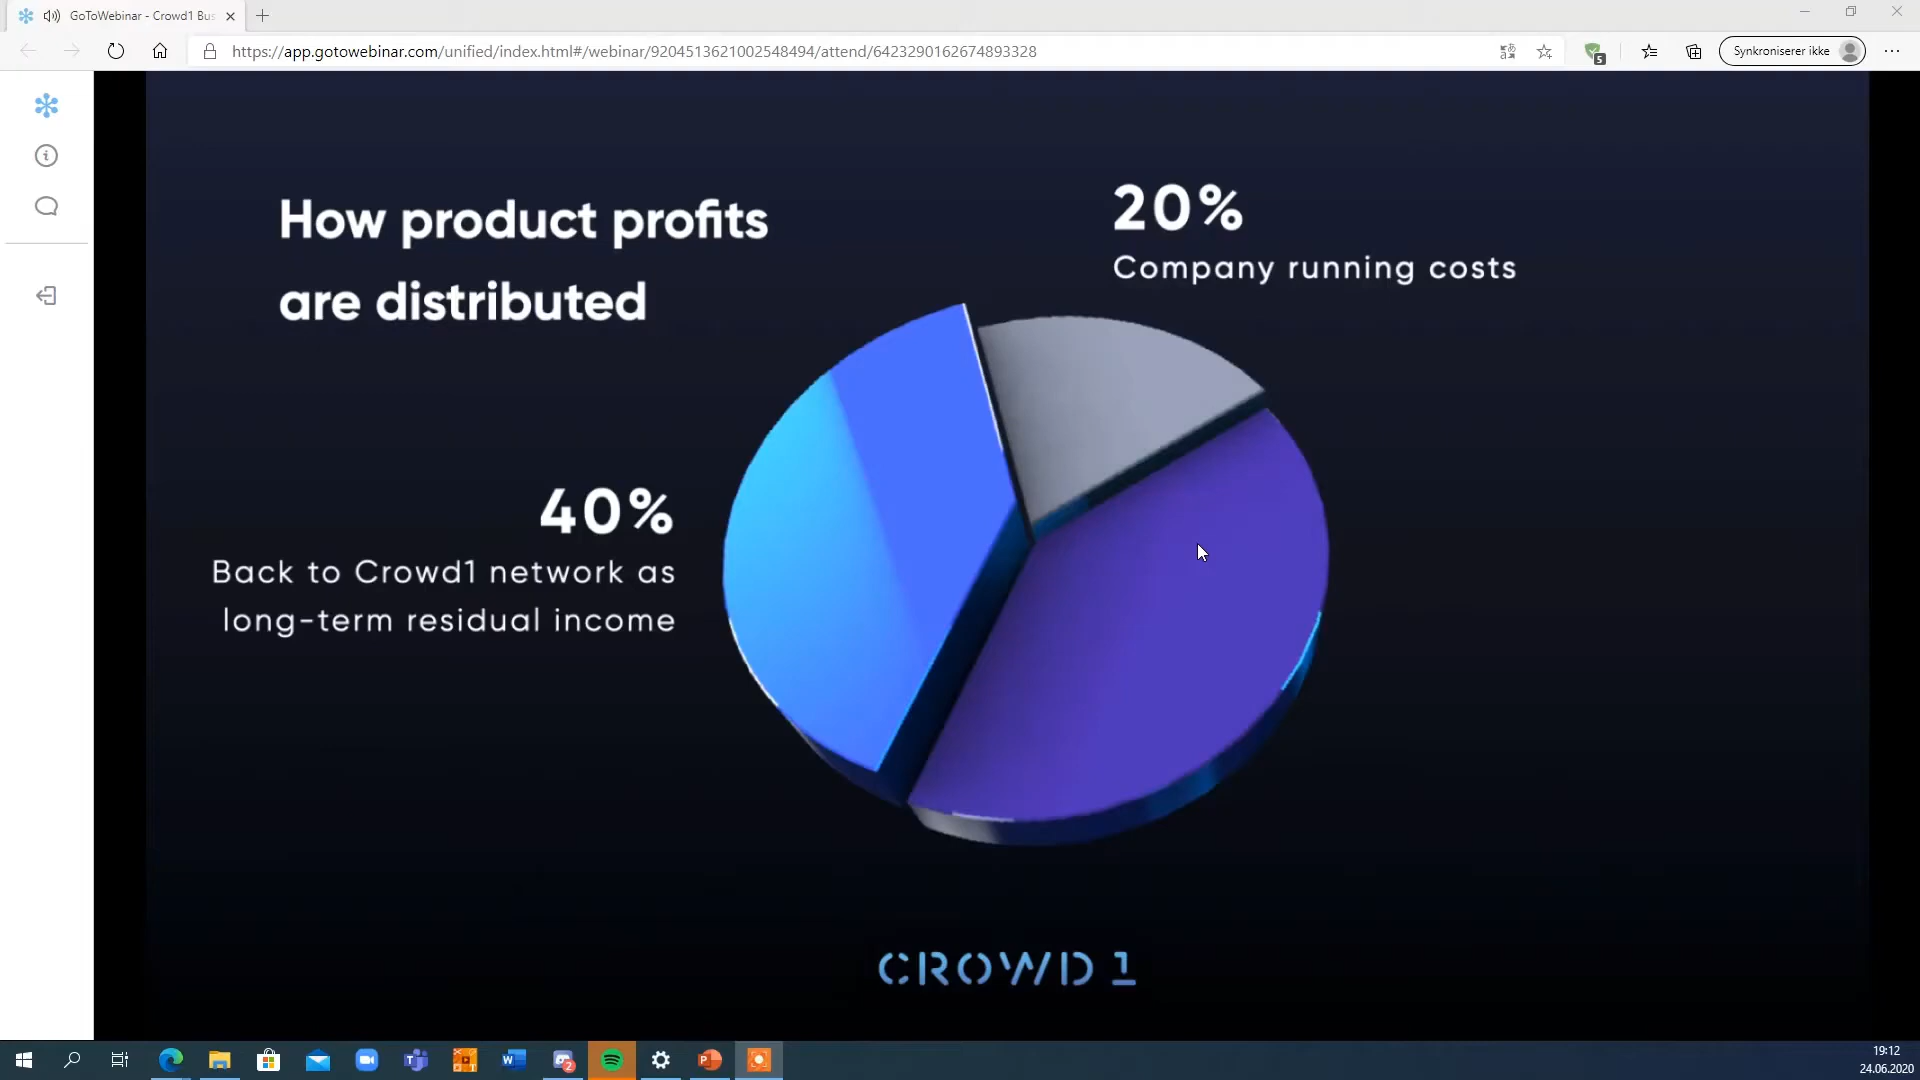 GoToWebinar - Crowd1 Bus
https://app.gotowebinar.com/unified/index.html#/webinar/9204513621002548494/attend/6423290162674893328
5
Synkroniserer ikke
How product profits
are distributed
20%
Company running costs
40%
Back to Crowd1 network as
long-term residual income
CROWD 1
2
19:12
24.06.2020